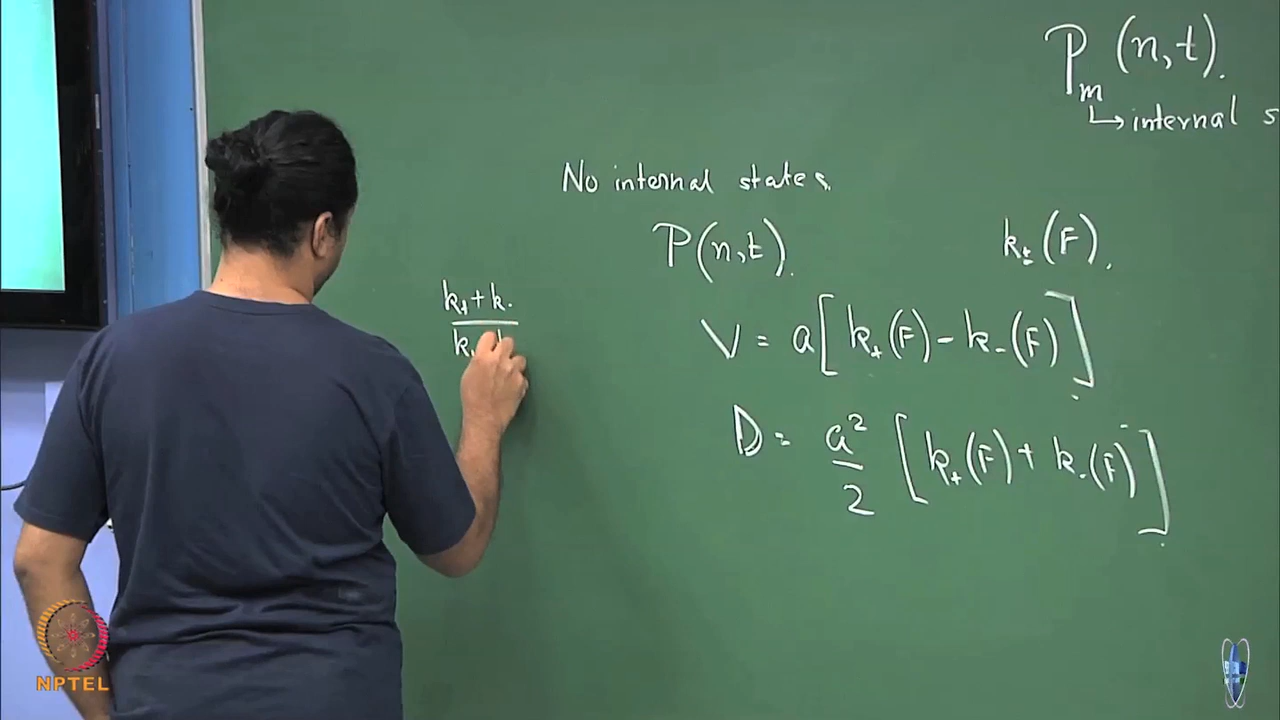 Pₘ(n,t).
↳ internal
No internal states
P(n,t).
k±(F).
V = a[k₊(F) − k₋(F)]
D = a²/2 [k₊(F) + k₋(F)]
k₊ + k₋
k₊
NPTEL